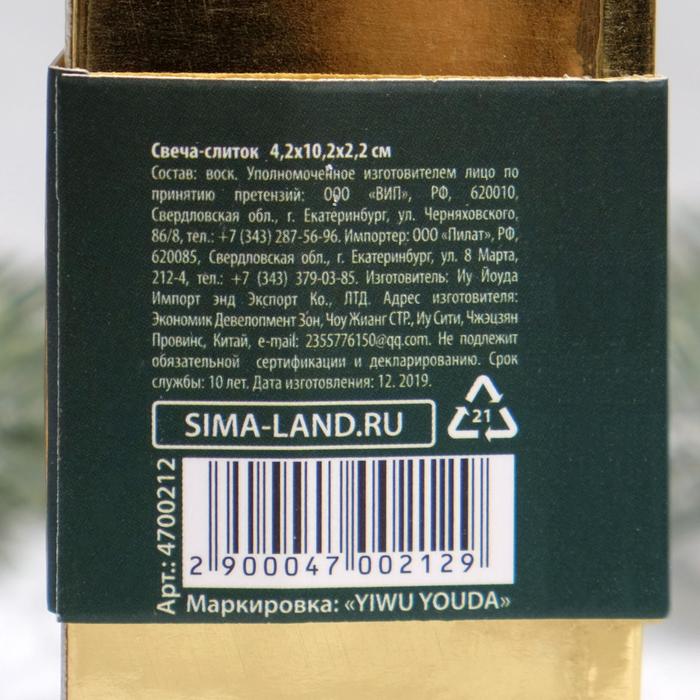 Свеча-слиток 4,2х10,2х2,2 см
Состав: воск. Уполномоченное изготовителем лицо по
принятию претензий: ООО «ВИП», РФ, 620010,
Свердловская обл., г. Екатеринбург, ул. Черняховского,
86/8, тел.: +7 (343) 287-56-96. Импортер: ООО «Пилат», РФ,
620085, Свердловская обл., г. Екатеринбург, ул. 8 Марта,
212-4, тел.: +7 (343) 379-03-85. Изготовитель: Иу Йоуда
Импорт энд Экспорт Ко., ЛТД. Адрес изготовителя:
Экономик Девелопмент Зон, Чоу Жианг СТР., Иу Сити, Чжэцзян
Провинс, Китай, e-mail: 2355776150@qq.com. Не подлежит
обязательной сертификации и декларированию. Срок
службы: 10 лет. Дата изготовления: 12. 2019.
SIMA-LAND.RU
21
Арт.: 4700212
2 900047 002129
Маркировка: «YIWU YOUDA»